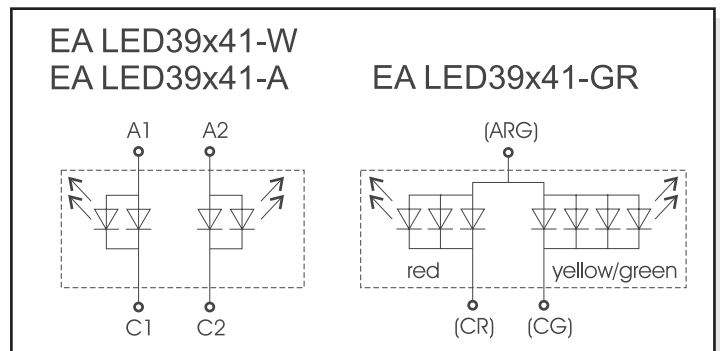 EA LED39x41-W
EA LED39x41-A
EA LED39x41-GR
A1 A2
(ARG)
red
yellow/green
C1 C2
(CR) (CG)